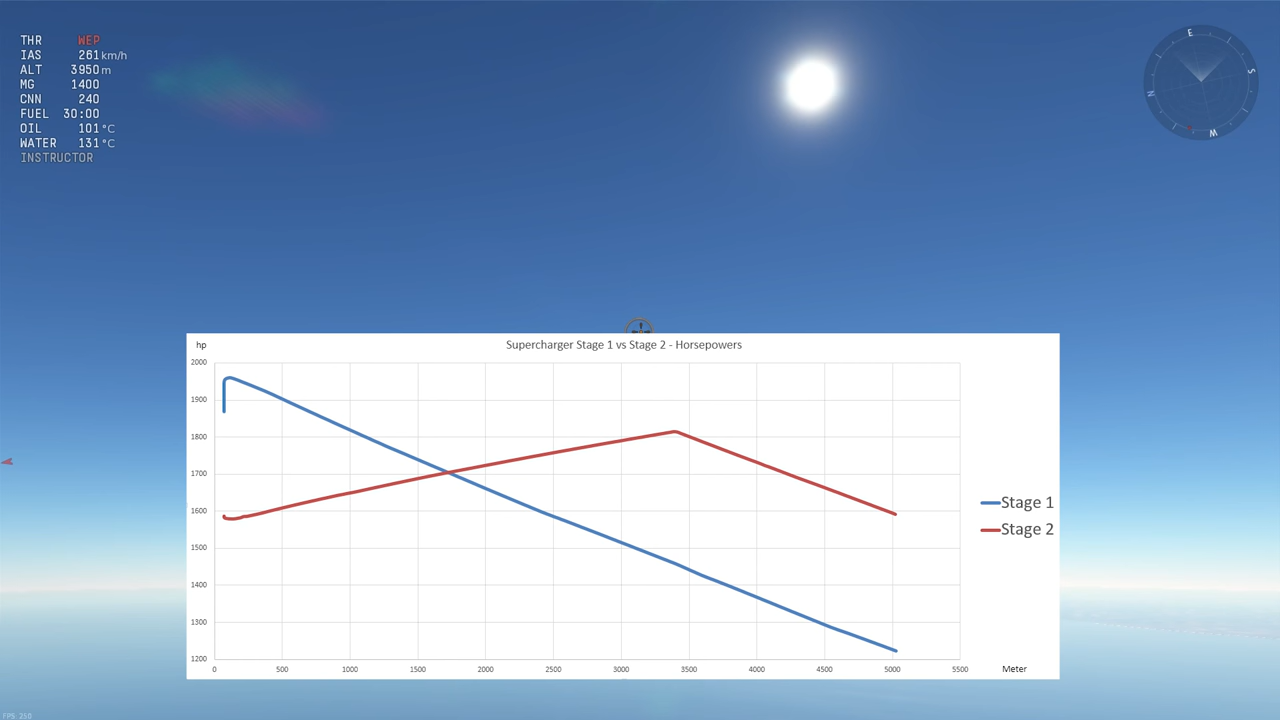 THR WEP
IAS 261 km/h
ALT 3950 m
MG 1400
CNN 240
FUEL 30:00
OIL 101 °C
WATER 131 °C
INSTRUCTOR
E
S
N
W
hp
Supercharger Stage 1 vs Stage 2 - Horsepowers
2000
1900
1800
1700
1600
1500
1400
1300
1200
Stage 1
Stage 2
0 500 1000 1500 2000 2500 3000 3500 4000 4500 5000 5500 Meter
FPS: 250